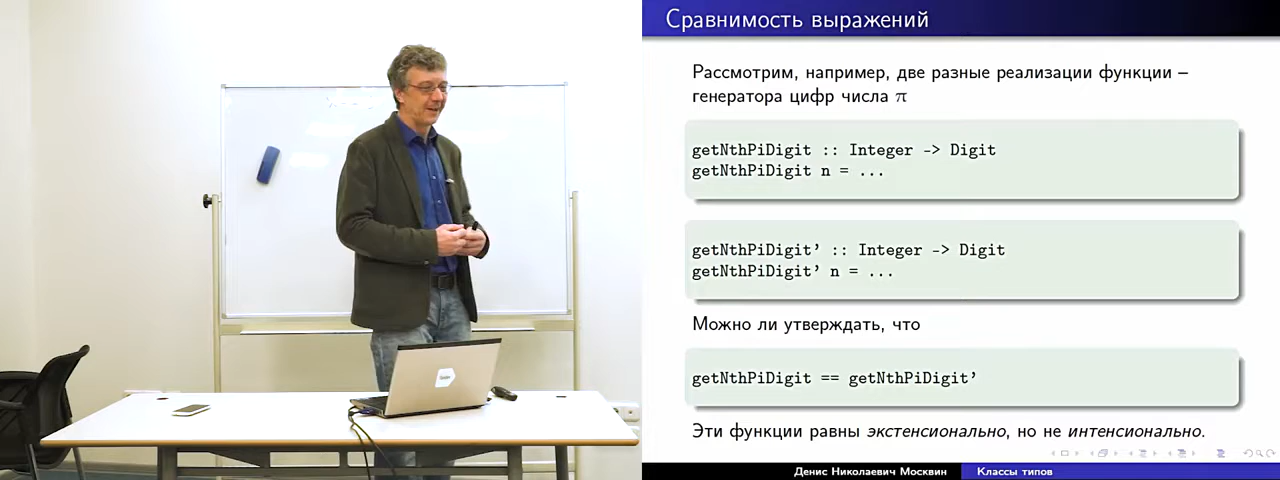 Сравнимость выражений
Рассмотрим, например, две разные реализации функции –
генератора цифр числа π
getNthPiDigit :: Integer -> Digit
getNthPiDigit n = ...
getNthPiDigit’ :: Integer -> Digit
getNthPiDigit’ n = ...
Можно ли утверждать, что
getNthPiDigit == getNthPiDigit’
Эти функции равны экстенсионально, но не интенсионально.
Денис Николаевич Москвин
Классы типов